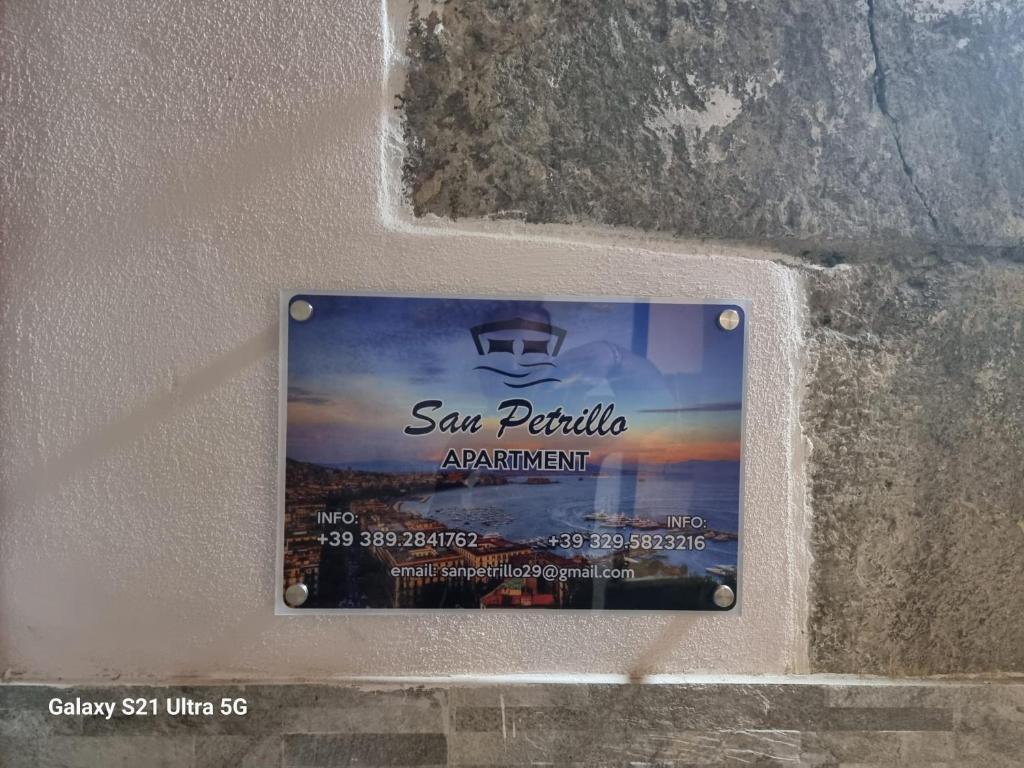 San Petrillo
APARTMENT
INFO:
+39 389.2841762
INFO:
+39 329.5823216
email: sanpetrillo29@gmail.com
Galaxy S21 Ultra 5G